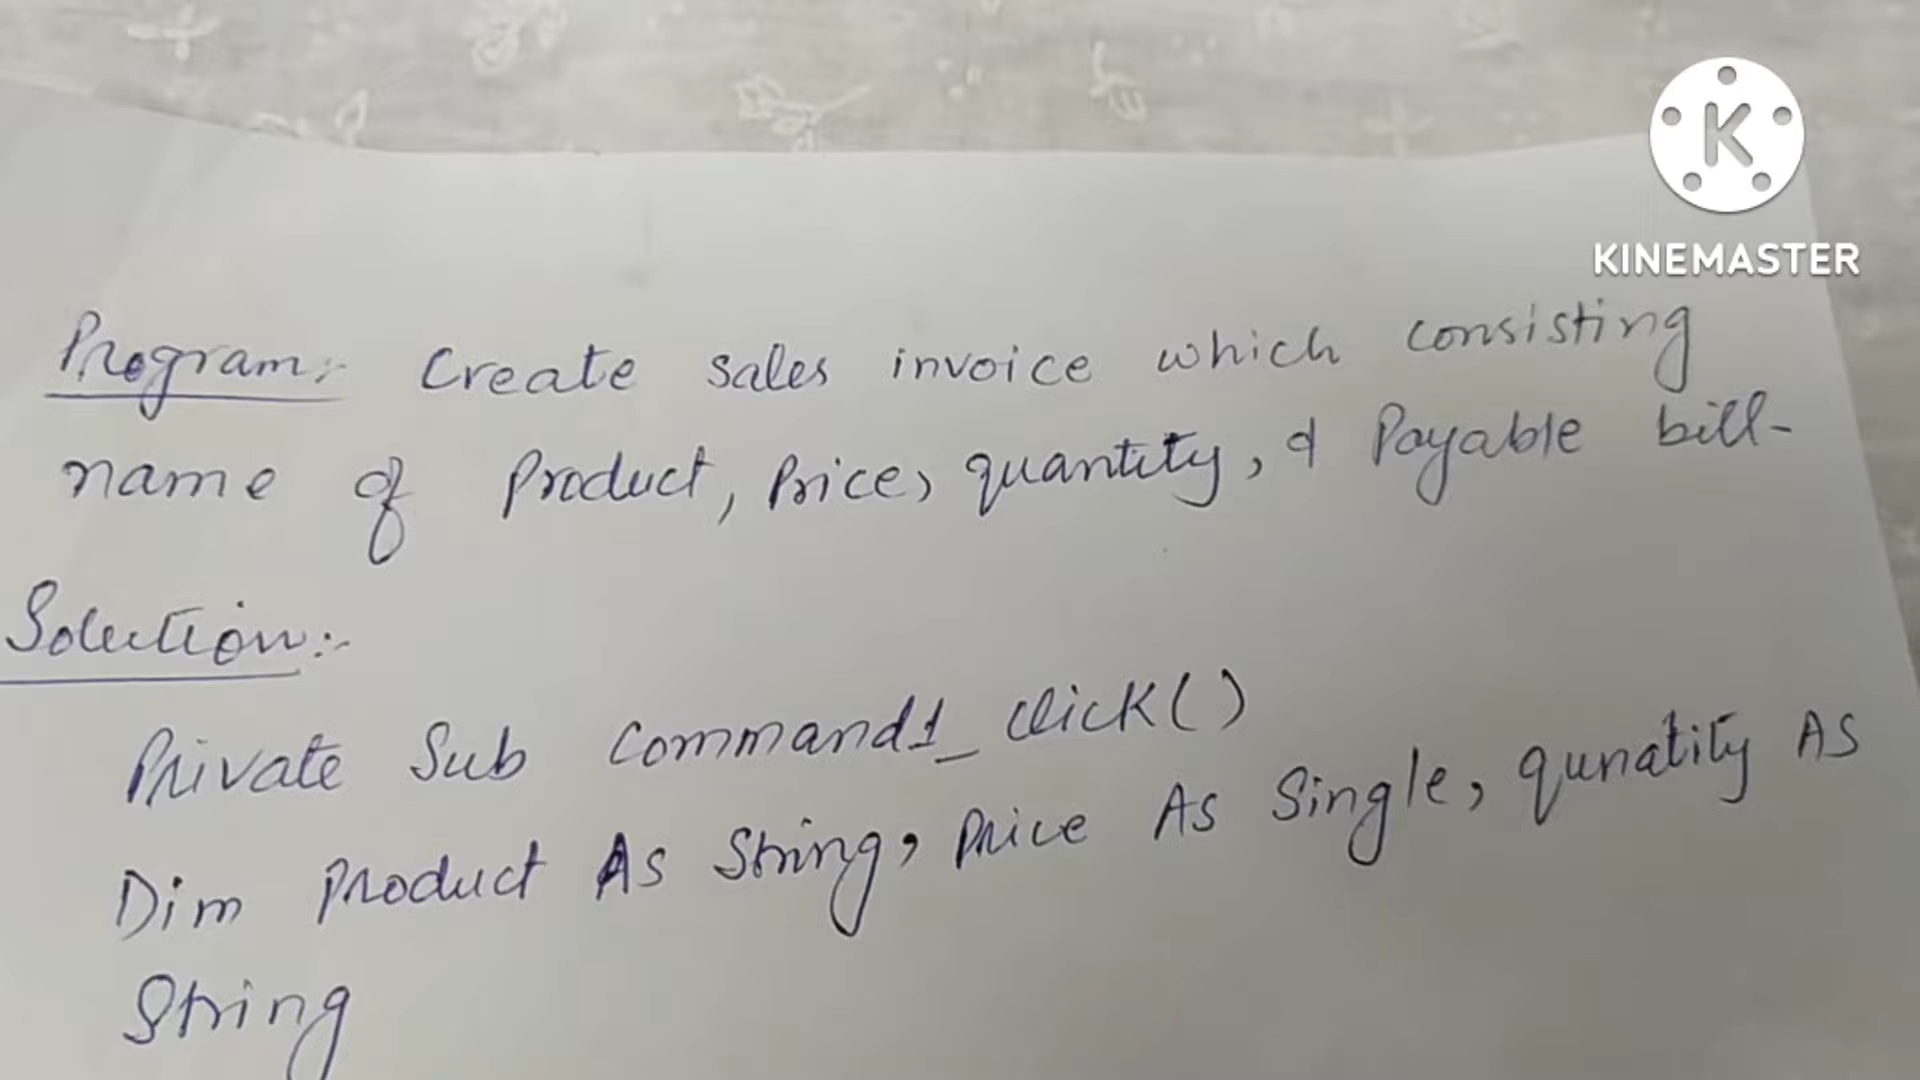 K
KINEMASTER
Program:- Create sales invoice which consisting
name of Product, Price, quantity, & Payable bill-
Solution:-
Private Sub Command1_click()
Dim product As String, price As Single, qunatity As
String